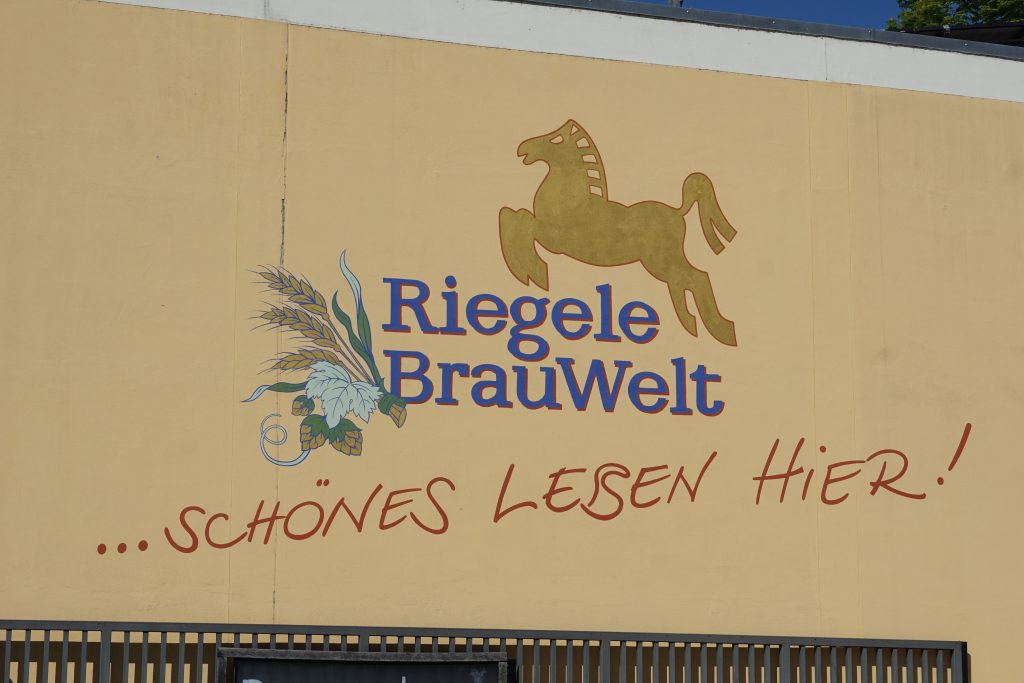 Riegele
BrauWelt
...SCHÖNES LEBEN HiER!